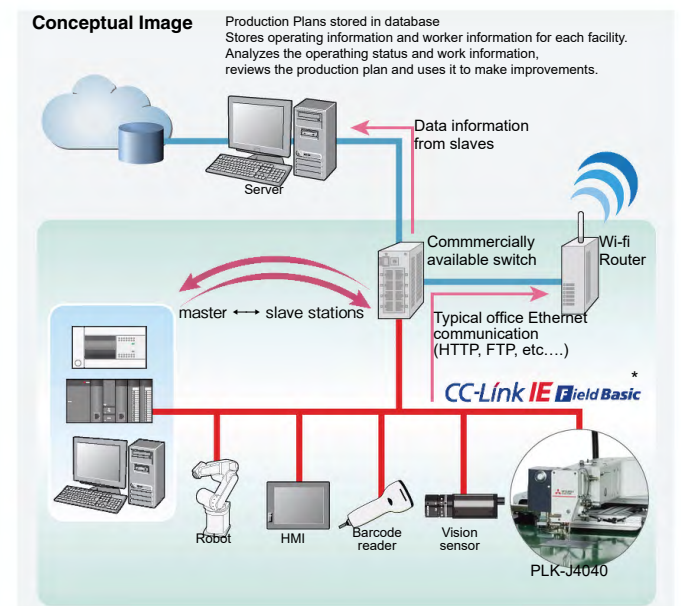 Conceptual Image
Production Plans stored in database
Stores operating information and worker information for each facility.
Analyzes the operathing status and work information,
reviews the production plan and uses it to make improvements.
Data information
from slaves
Server
Commmercially
available switch
Wi-fi
Router
master ⟷ slave stations
Typical office Ethernet
communication
(HTTP, FTP, etc.…)
*
CC-Link IE Field Basic
Robot
HMI
Barcode
reader
Vision
sensor
PLK-J4040